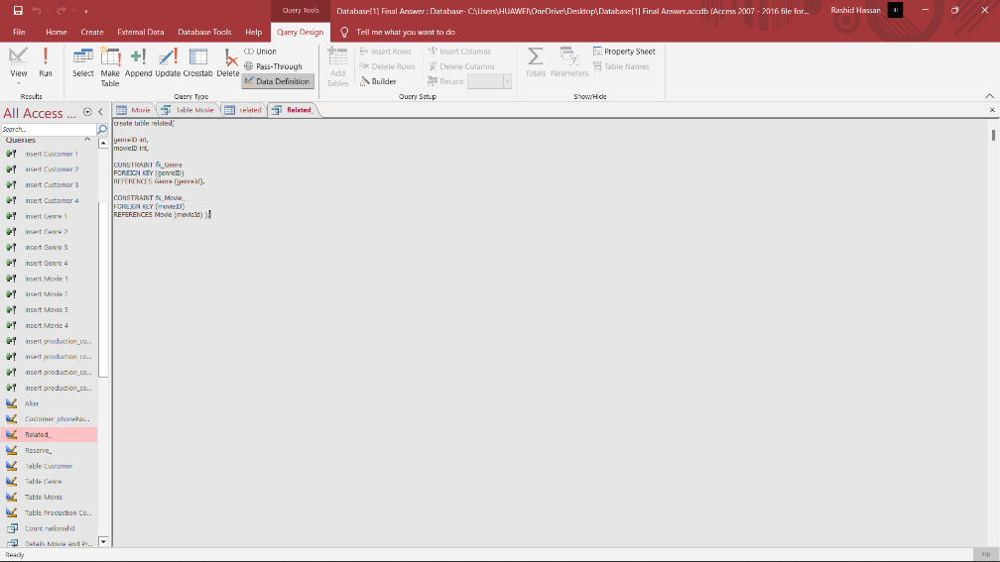 Query Tools
Database[1] Final Answer : Database- C:\Users\HUAWEI\OneDrive\Desktop\Database[1] Final Answer.accdb (Access 2007 - 2016 file for...
Rashid Hassan
File
Home
Create
External Data
Database Tools
Help
Query Design
Tell me what you want to do
View
Run
Select
Make Table
Append
Update
Crosstab
Delete
Union
Pass-Through
Data Definition
Add Tables
Insert Rows
Delete Rows
Builder
Insert Columns
Delete Columns
Return:
Totals
Parameters
Property Sheet
Table Names
Results
Query Type
Query Setup
Show/Hide
All Access ...
Search...
Queries
insert Customer 1
insert Customer 2
insert Customer 3
insert Customer 4
insert Genre 1
insert Genre 2
insert Genre 3
insert Genre 4
insert Movie 1
insert Movie 2
insert Movie 3
insert Movie 4
insert production_co...
insert production_co...
insert production_co...
insert production_co...
Alter
Customer_phoneNu...
Related_
Reserve_
Table Customer
Table Genre
Table Movie
Table Production Co...
Count nationalid
Details Movie and Pr...
Movie
Table Movie
related
Related_
create table related(
genreID int,
movieID int,
CONSTRAINT fk_Genre
FOREIGN KEY (genreID)
REFERENCES Genre (genreId),
CONSTRAINT fk_Movie_
FOREIGN KEY (movieID)
REFERENCES Movie (movieId) );
Ready
SQL